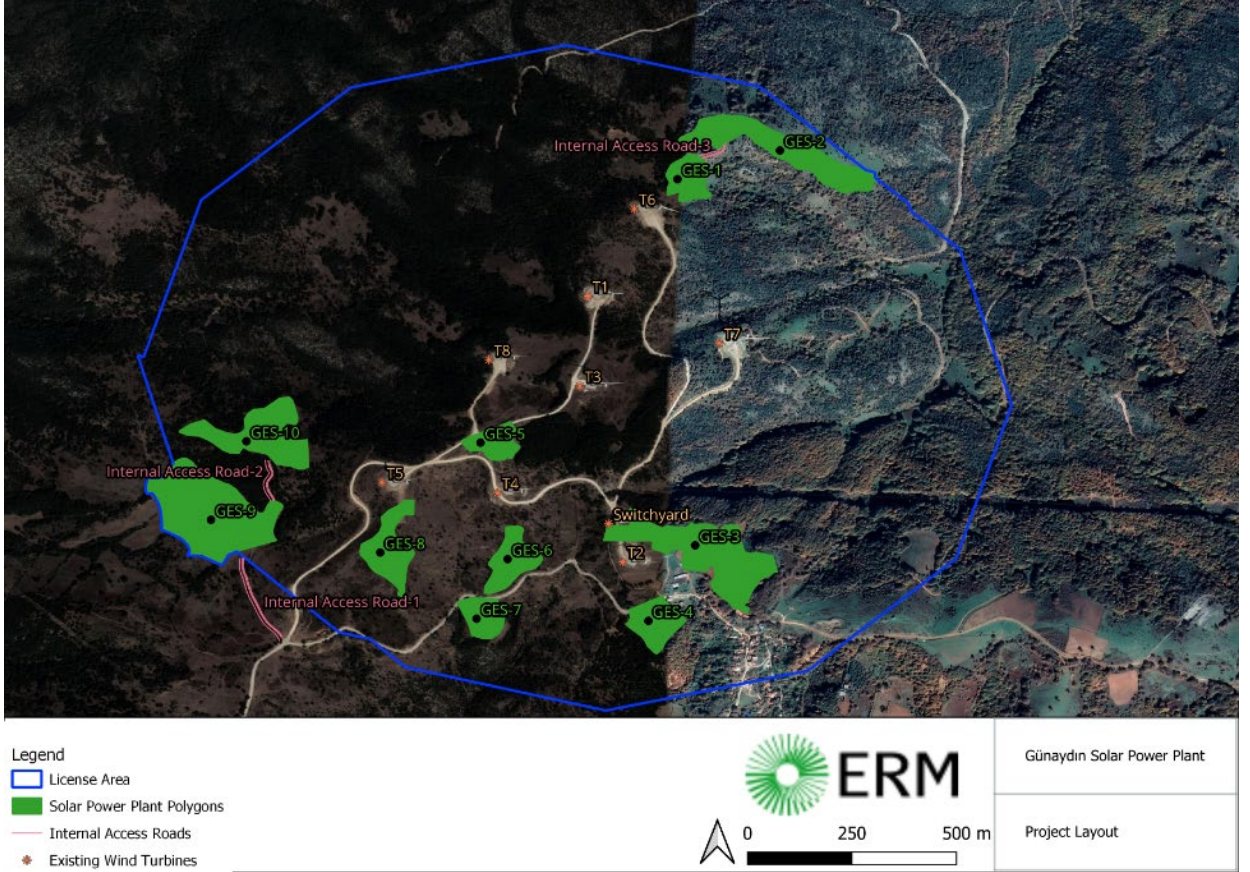 Internal Access Road-3
GES-2
GES-1
T6
T1
T7
T8
T3
GES-10
GES-5
Internal Access Road-2
T5
T4
GES-9
Switchyard
GES-3
GES-8
GES-6
T2
Internal Access Road-1
GES-7
GES-4
Legend
License Area
Solar Power Plant Polygons
Internal Access Roads
Existing Wind Turbines
ERM
0 250 500 m
Günaydın Solar Power Plant
Project Layout